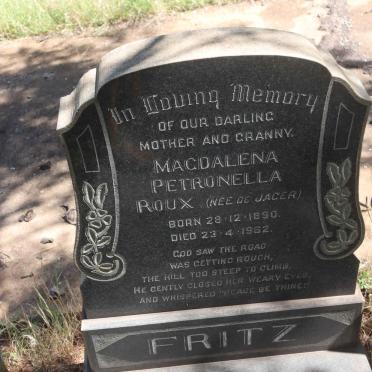 In Loving Memory
OF OUR DARLING
MOTHER AND GRANNY.
MAGDALENA
PETRONELLA
ROUX. (NEE DE JAGER)
BORN 28-12-1890.
DIED 23-4-1962.
GOD SAW THE ROAD
WAS GETTING ROUGH,
THE HILL TOO STEEP TO CLIMB,
HE GENTLY CLOSED HER WEARY EYES,
AND WHISPERED PEACE BE THINE.
FRITZ